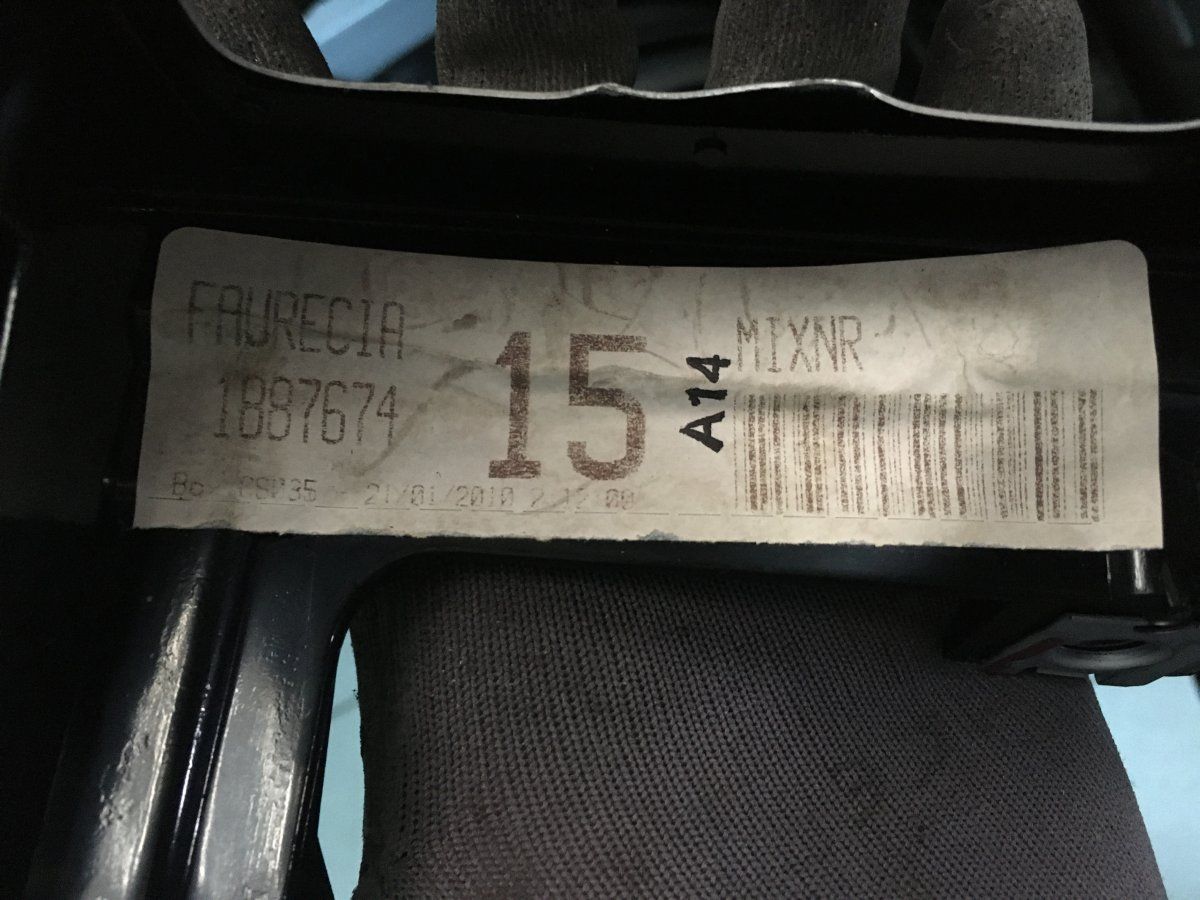 FAURECIA
1887674
15
A14
MIXNR
21/01/2010